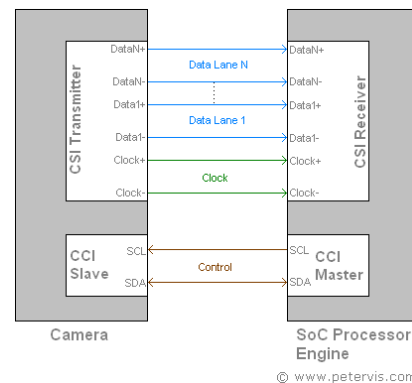 DataN+ DataN+
Data Lane N
DataN- DataN-
Data1+ Data1+
Data Lane 1
Data1- Data1-
Clock+ Clock+
Clock
Clock- Clock-
CSI Transmitter
CSI Receiver
SCL SCL
CCI
Slave
Control
CCI
Master
SDA SDA
Camera
SoC Processor
Engine
© www.petervis.com